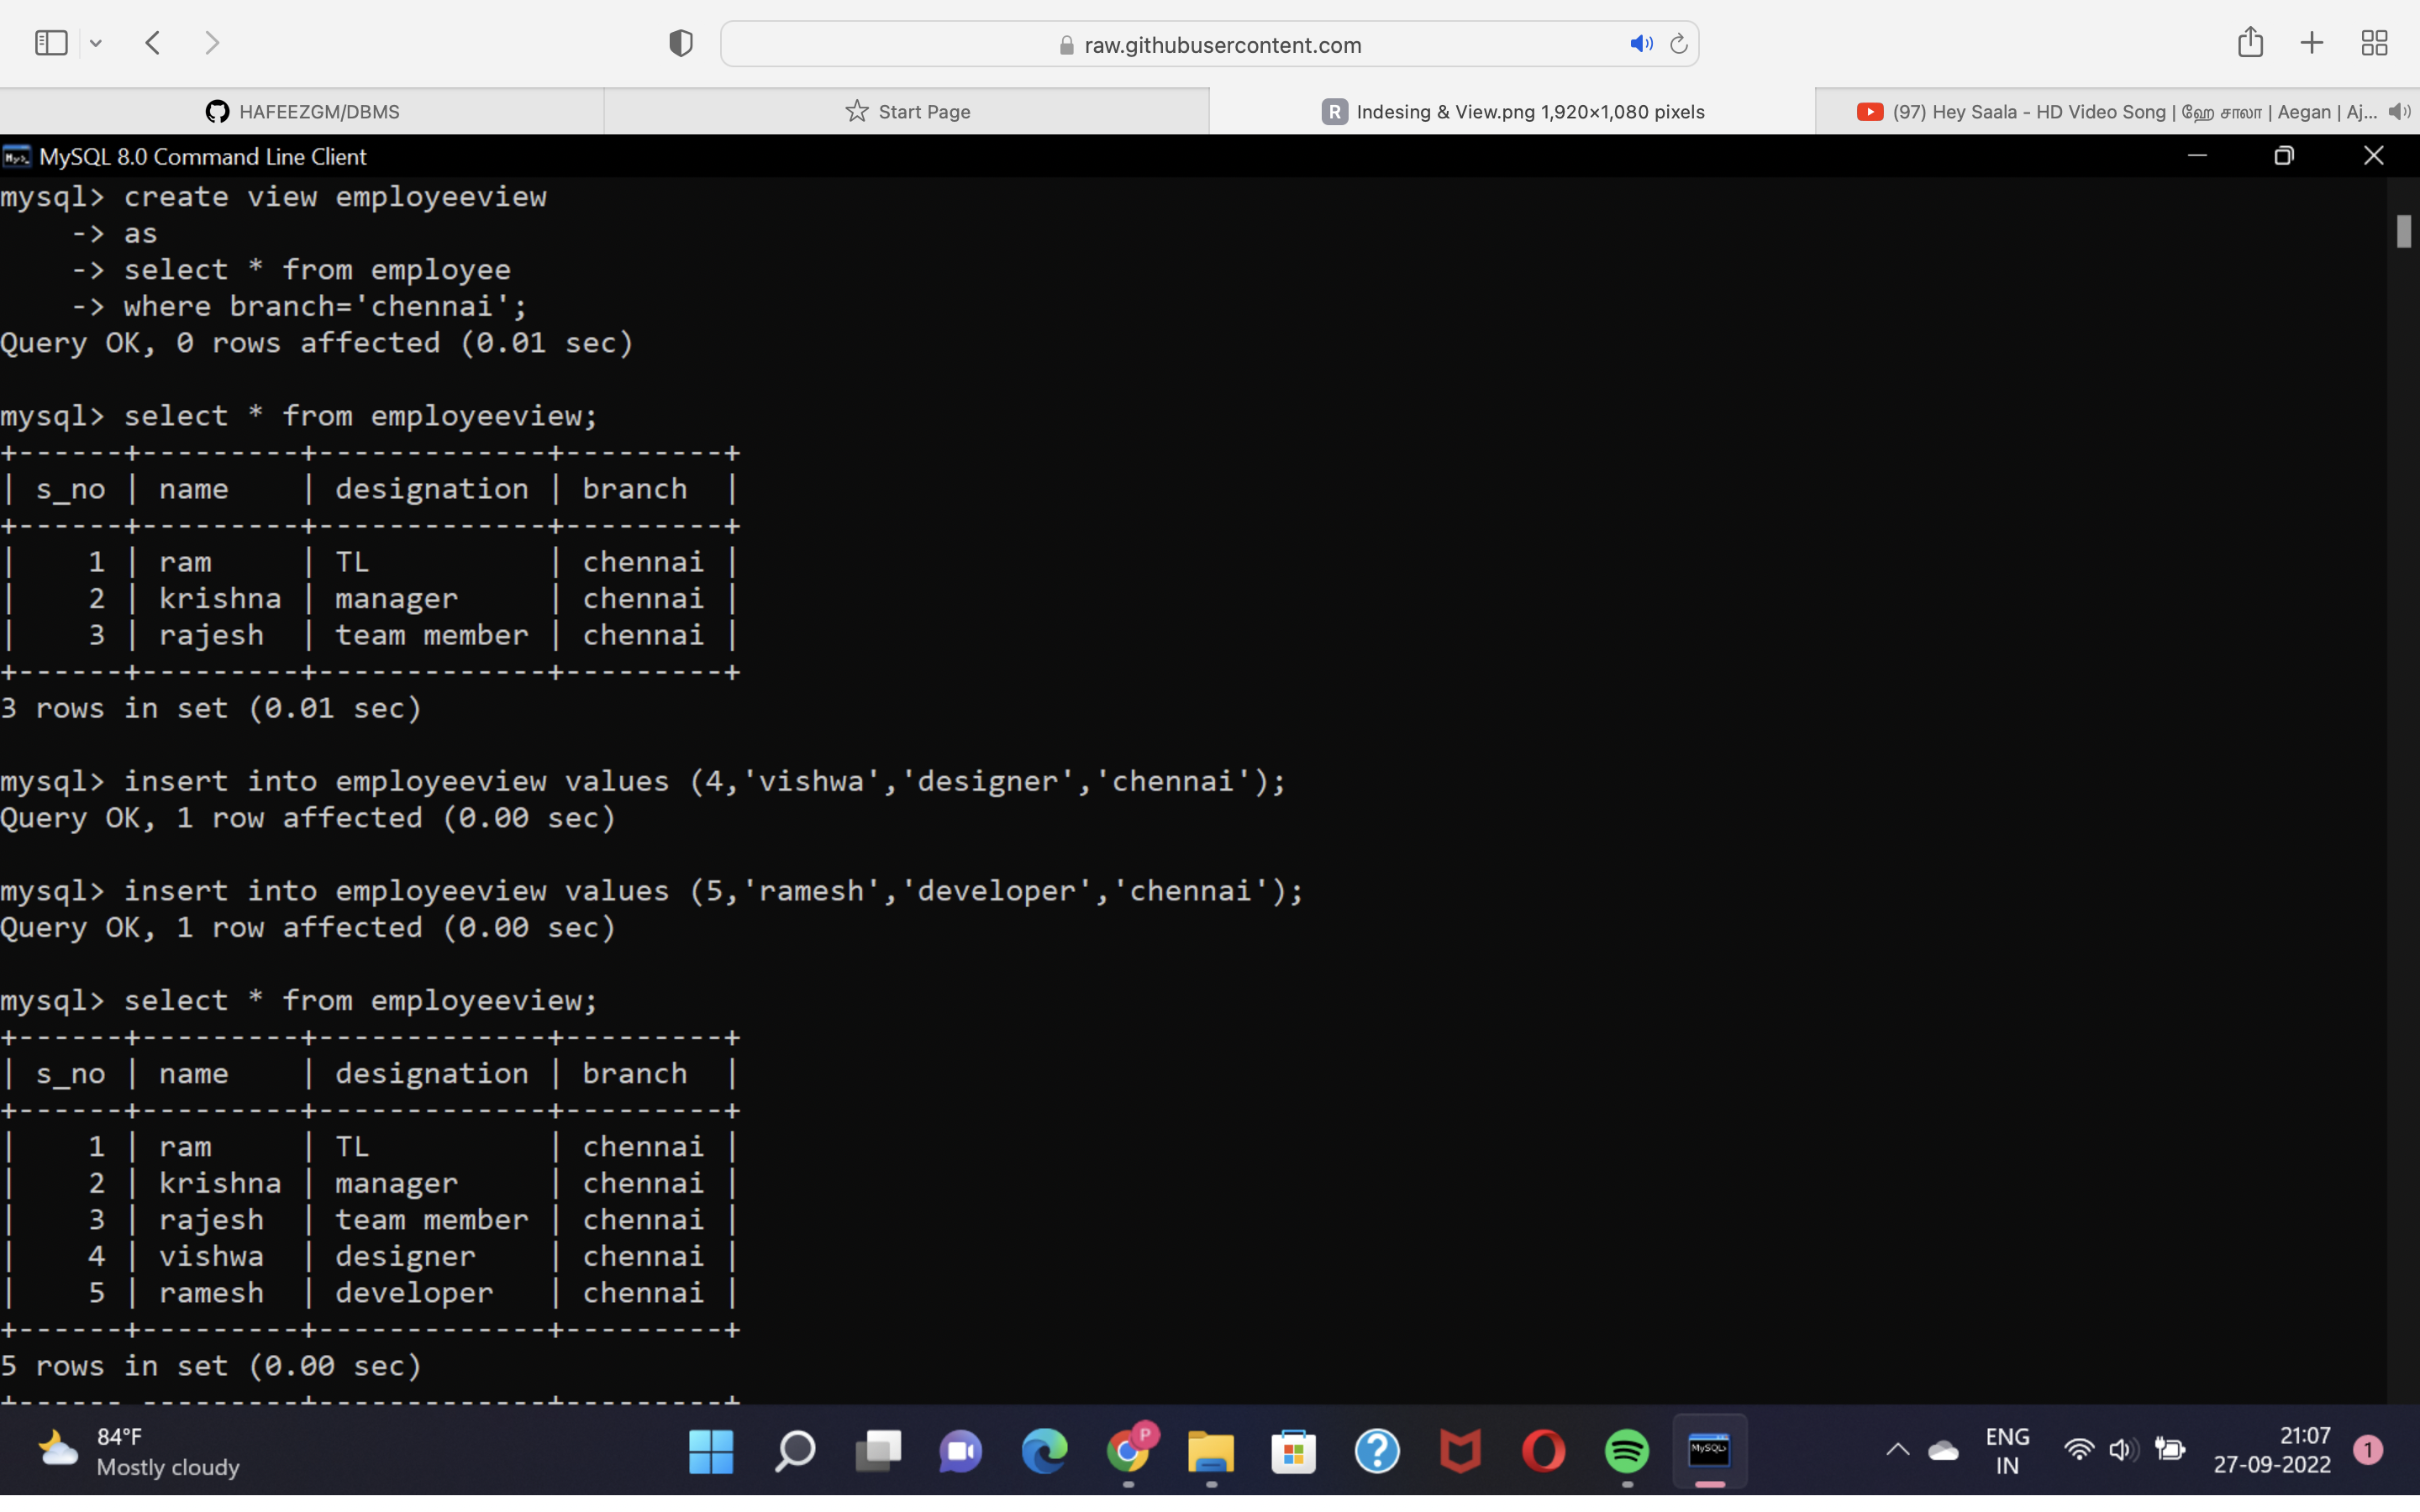 raw.githubusercontent.com
HAFEEZGM/DBMS
Start Page
R Indesing & View.png 1,920×1,080 pixels
(97) Hey Saala - HD Video Song | ஹே சாலா | Aegan | Aj...
MySQL 8.0 Command Line Client
mysql> create view employeeview
    -> as
    -> select * from employee
    -> where branch='chennai';
Query OK, 0 rows affected (0.01 sec)
mysql> select * from employeeview;
+------+---------+-------------+---------+
| s_no | name    | designation | branch  |
+------+---------+-------------+---------+
|    1 | ram     | TL          | chennai |
|    2 | krishna | manager     | chennai |
|    3 | rajesh  | team member | chennai |
+------+---------+-------------+---------+
3 rows in set (0.01 sec)
mysql> insert into employeeview values (4,'vishwa','designer','chennai');
Query OK, 1 row affected (0.00 sec)
mysql> insert into employeeview values (5,'ramesh','developer','chennai');
Query OK, 1 row affected (0.00 sec)
mysql> select * from employeeview;
+------+---------+-------------+---------+
| s_no | name    | designation | branch  |
+------+---------+-------------+---------+
|    1 | ram     | TL          | chennai |
|    2 | krishna | manager     | chennai |
|    3 | rajesh  | team member | chennai |
|    4 | vishwa  | designer    | chennai |
|    5 | ramesh  | developer   | chennai |
+------+---------+-------------+---------+
5 rows in set (0.00 sec)
84°F
Mostly cloudy
P
MySQL>
ENG
IN
21:07
27-09-2022
1